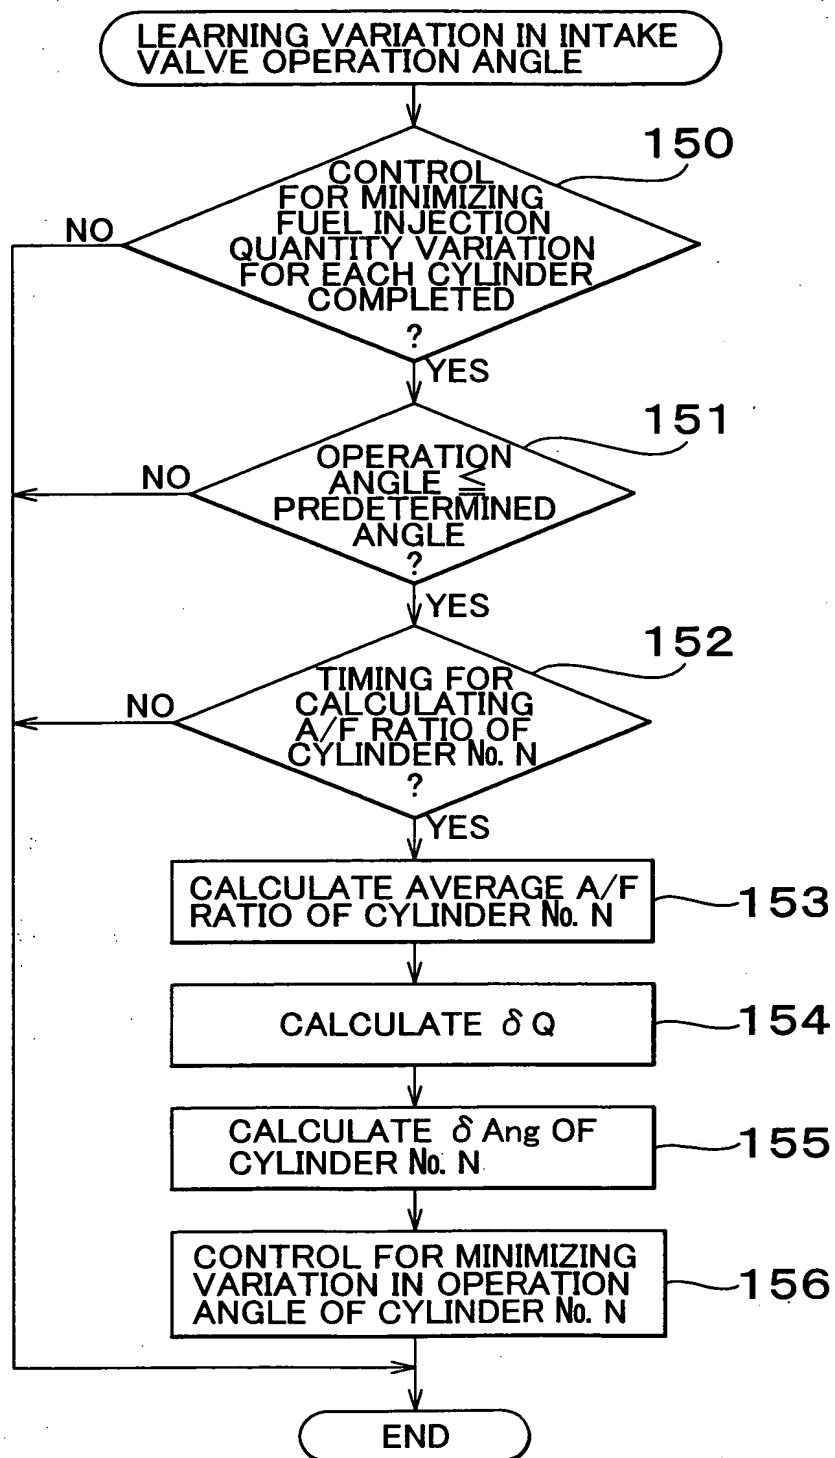 LEARNING VARIATION IN INTAKE
VALVE OPERATION ANGLE
150
CONTROL
FOR MINIMIZING
FUEL INJECTION
QUANTITY VARIATION
FOR EACH CYLINDER
COMPLETED
?
NO
YES
151
OPERATION
ANGLE ≦
PREDETERMINED
ANGLE
?
NO
YES
152
TIMING FOR
CALCULATING
A/F RATIO OF
CYLINDER No. N
?
NO
YES
CALCULATE AVERAGE A/F
RATIO OF CYLINDER No. N
153
CALCULATE δ Q
154
CALCULATE δ Ang OF
CYLINDER No. N
155
CONTROL FOR MINIMIZING
VARIATION IN OPERATION
ANGLE OF CYLINDER No. N
156
END